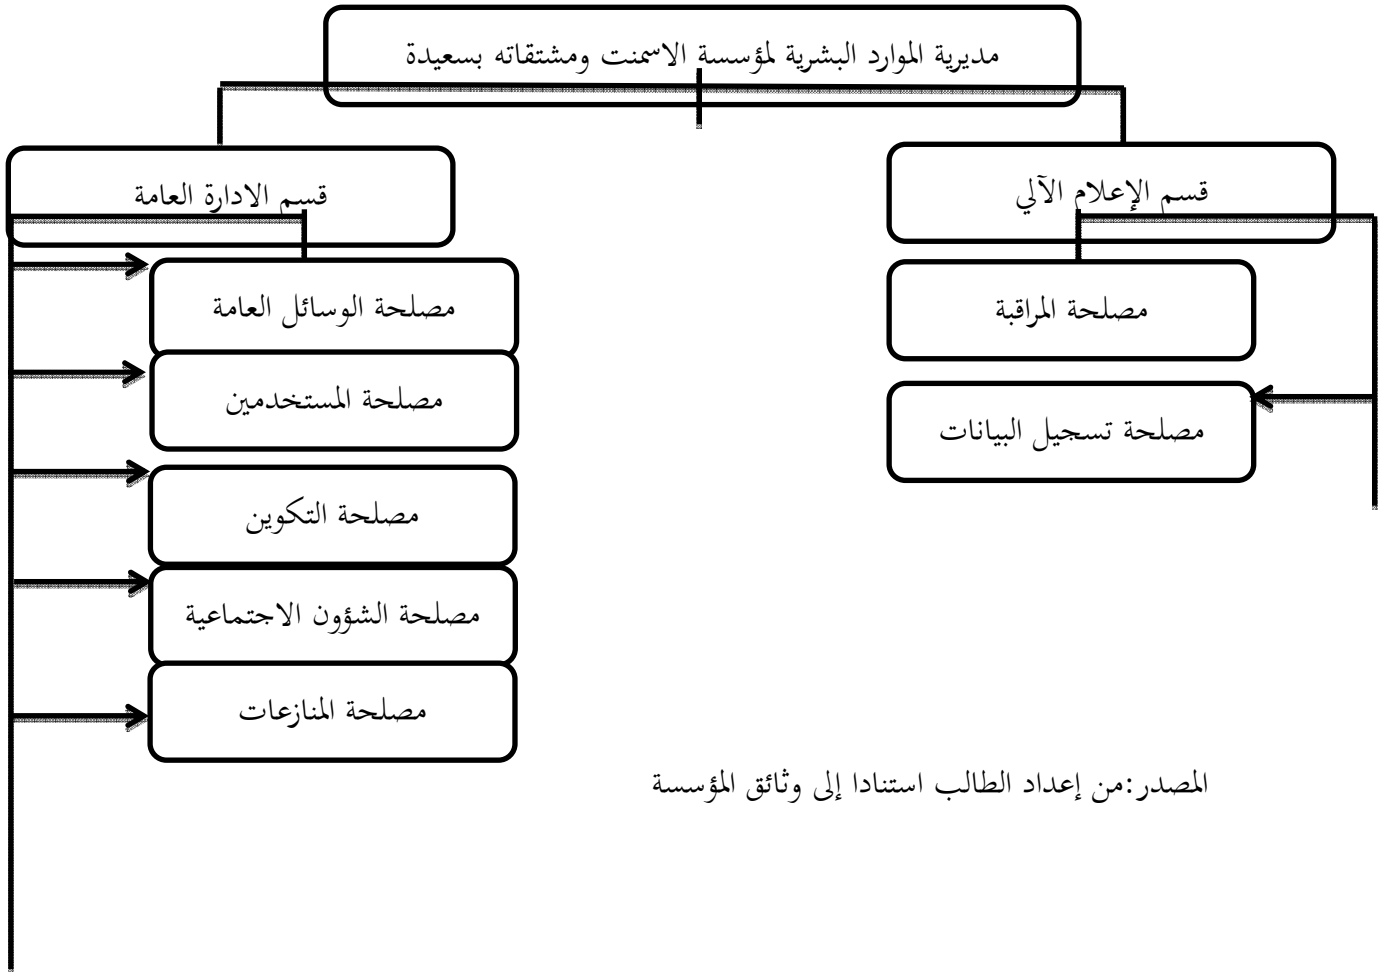 مديرية الموارد البشرية لمؤسسة الاسمنت ومشتقاته بسعيدة
قسم الإعلام الآلي
مصلحة المراقبة
مصلحة تسجيل البيانات
قسم الادارة العامة
مصلحة الوسائل العامة
مصلحة المستخدمين
مصلحة التكوين
مصلحة الشؤون الاجتماعية
مصلحة المنازعات
المصدر:من إعداد الطالب استنادا إلى وثائق المؤسسة